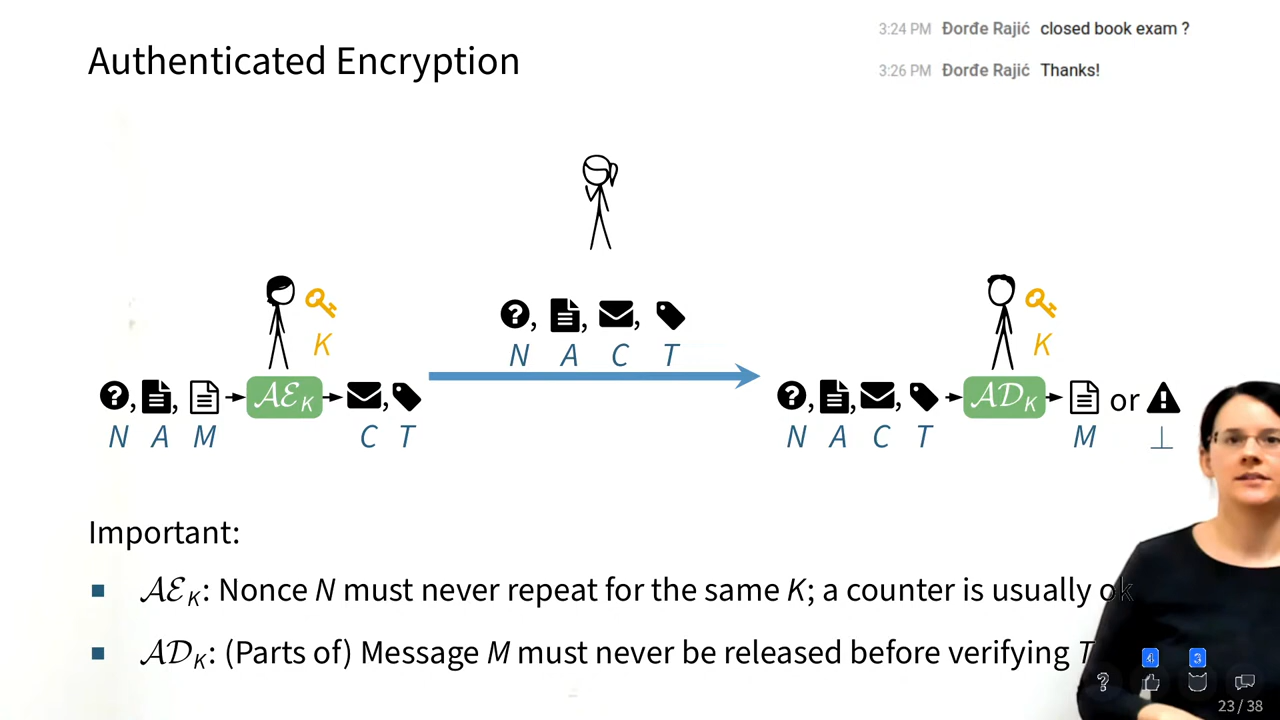 3:24 PM Đorđe Rajić closed book exam ?
Authenticated Encryption
3:26 PM Đorđe Rajić Thanks!
K
N A C T
K
N, A, M AE_K C, T
N, A, C, T AD_K M or ⊥
Important:
AE_K: Nonce N must never repeat for the same K; a counter is usually ok
AD_K: (Parts of) Message M must never be released before verifying T
4 3
23 / 38